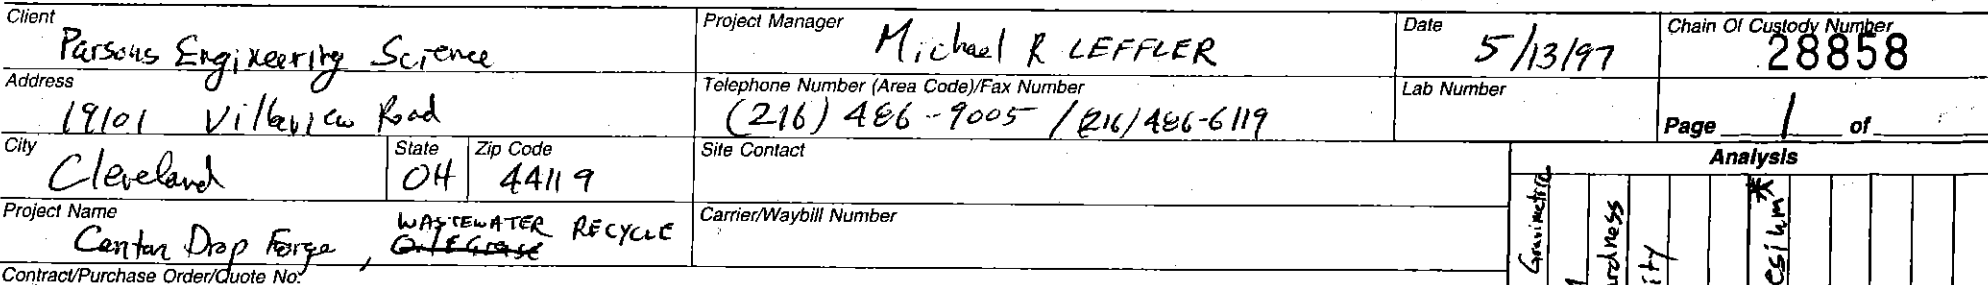 Client Project Manager Date Chain Of Custody Number
Parsons Engineering Science Michael R LEFFLER 5/13/97 28858
Address Telephone Number (Area Code)/Fax Number Lab Number
19101 Villaview Road (216) 486-9005 / (216) 486-6119 Page 1 of
City State Zip Code Site Contact Analysis
Cleveland OH 44119
Project Name Carrier/Waybill Number
Canton Drop Forge, WASTEWATER RECYCLE
Contract/Purchase Order/Quote No.
Gravimetric